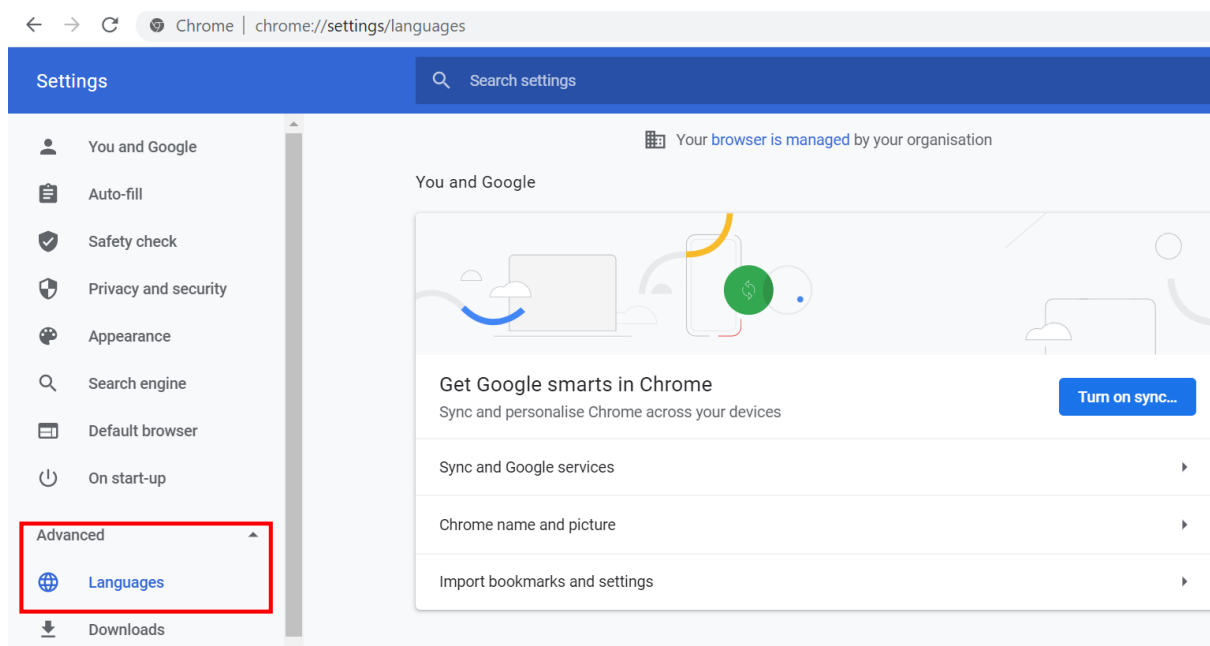 Chrome | chrome://settings/languages
Settings
Search settings
You and Google
Auto-fill
Safety check
Privacy and security
Appearance
Search engine
Default browser
On start-up
Advanced
Languages
Downloads
Your browser is managed by your organisation
You and Google
Get Google smarts in Chrome
Sync and personalise Chrome across your devices
Turn on sync...
Sync and Google services
Chrome name and picture
Import bookmarks and settings